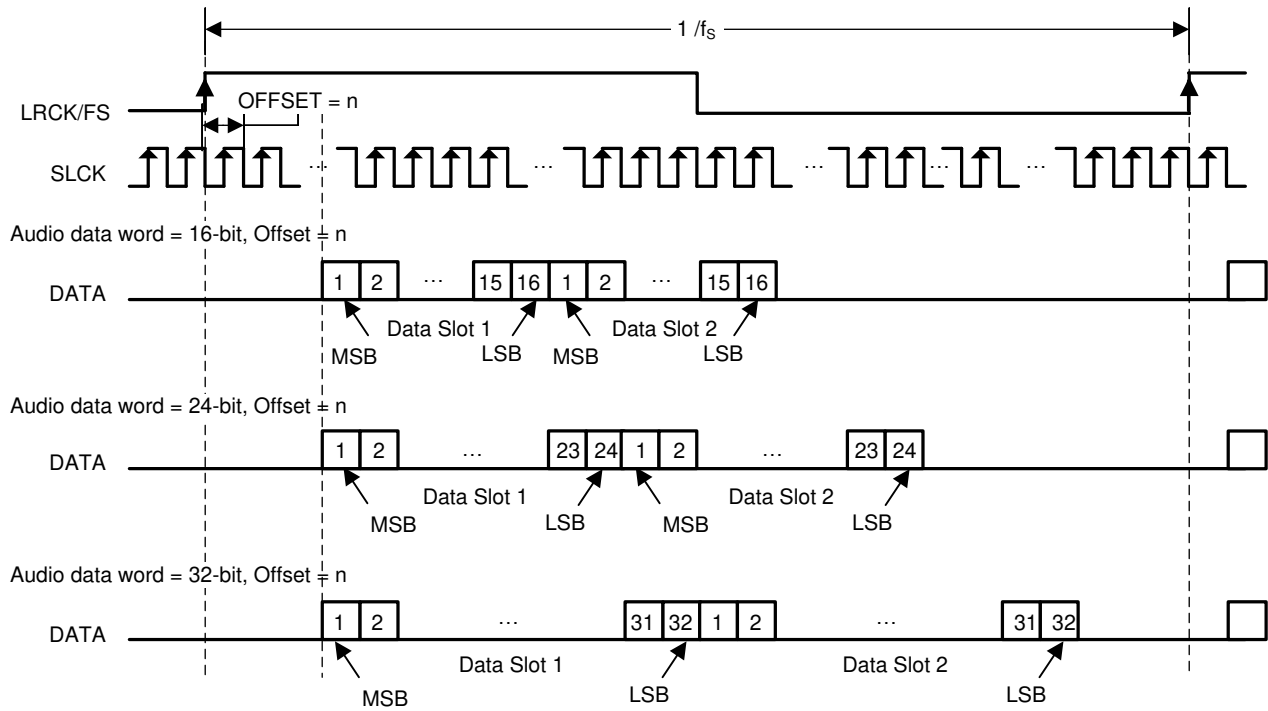 1 /fS
LRCK/FS
OFFSET = n
SLCK
... ... ... ... ...
Audio data word = 16-bit, Offset = n
DATA 1 2 ... 15 16 1 2 ... 15 16
Data Slot 1 Data Slot 2
MSB LSB MSB LSB
Audio data word = 24-bit, Offset = n
DATA 1 2 ... 23 24 1 2 ... 23 24
Data Slot 1 Data Slot 2
MSB LSB MSB LSB
Audio data word = 32-bit, Offset = n
DATA 1 2 ... 31 32 1 2 ... 31 32
Data Slot 1 Data Slot 2
MSB LSB LSB